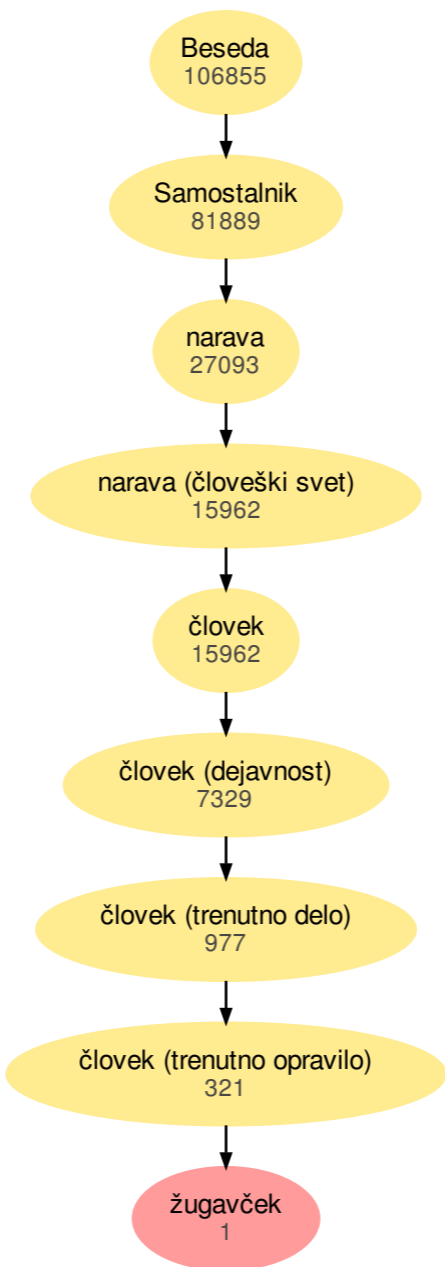 Beseda
106855
Samostalnik
81889
narava
27093
narava (človeški svet)
15962
človek
15962
človek (dejavnost)
7329
človek (trenutno delo)
977
človek (trenutno opravilo)
321
žugavček
1